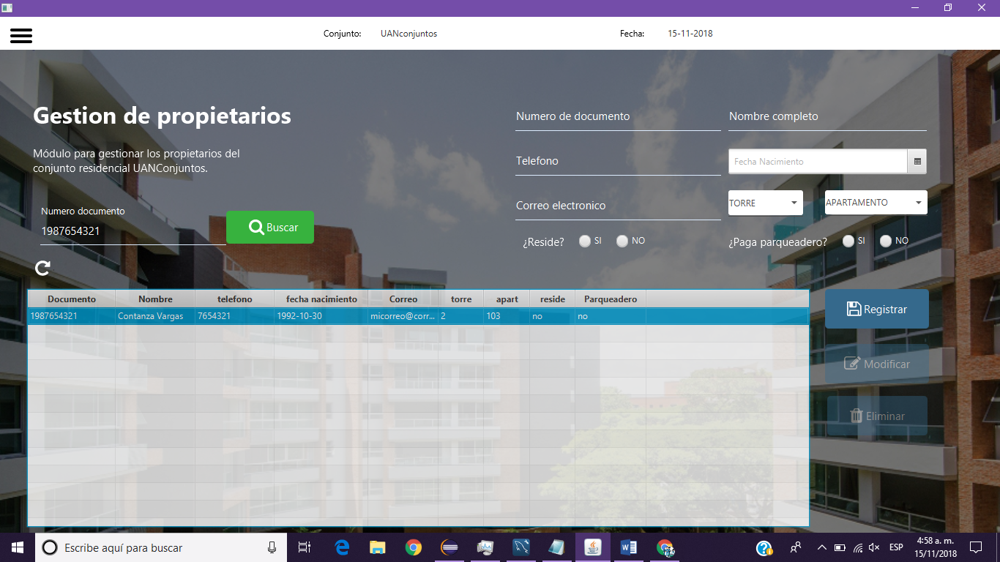 Conjunto: UANconjuntos Fecha: 15-11-2018
Gestion de propietarios
Módulo para gestionar los propietarios del
conjunto residencial UANConjuntos.
Numero documento
1987654321
Buscar
Numero de documento Nombre completo
Telefono Fecha Nacimiento
Correo electronico TORRE APARTAMENTO
¿Reside? SI NO ¿Paga parqueadero? SI NO
Documento Nombre telefono fecha nacimiento Correo torre apart reside Parqueadero
1987654321 Contanza Vargas 7654321 1992-10-30 micorreo@corr... 2 103 no no
Registrar
Modificar
Eliminar
Escribe aquí para buscar
ESP
4:58 a. m.
15/11/2018